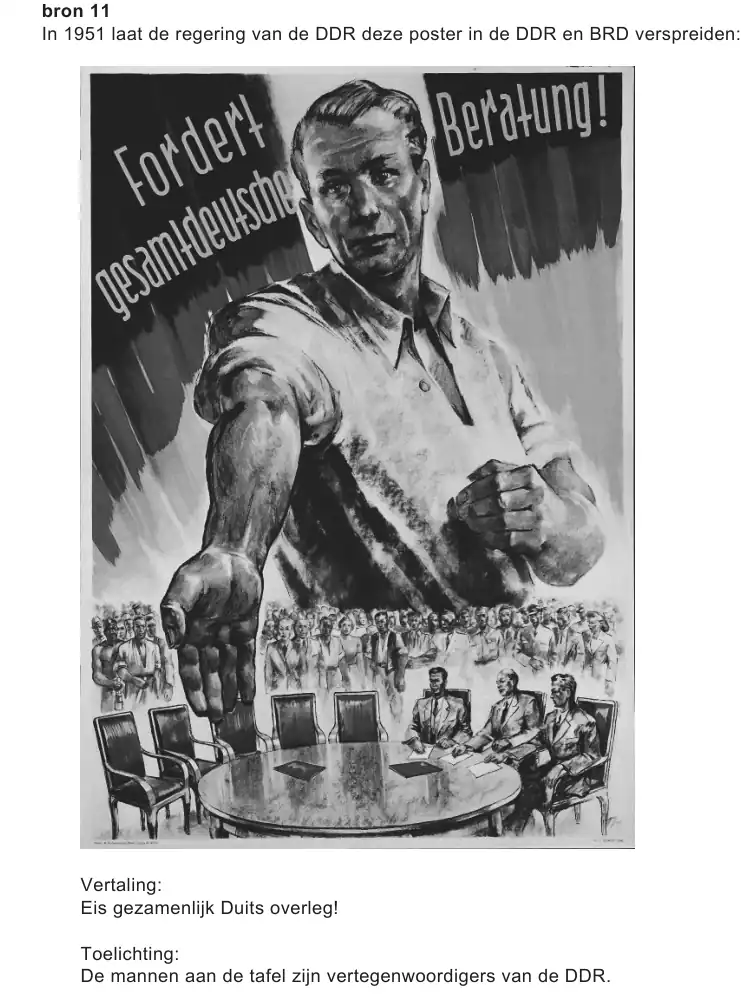 bron 11
In 1951 laat de regering van de DDR deze poster in de DDR en BRD verspreiden:
Fordert
gesamtdeutsche
Beratung!
Vertaling:
Eis gezamenlijk Duits overleg!
Toelichting:
De mannen aan de tafel zijn vertegenwoordigers van de DDR.